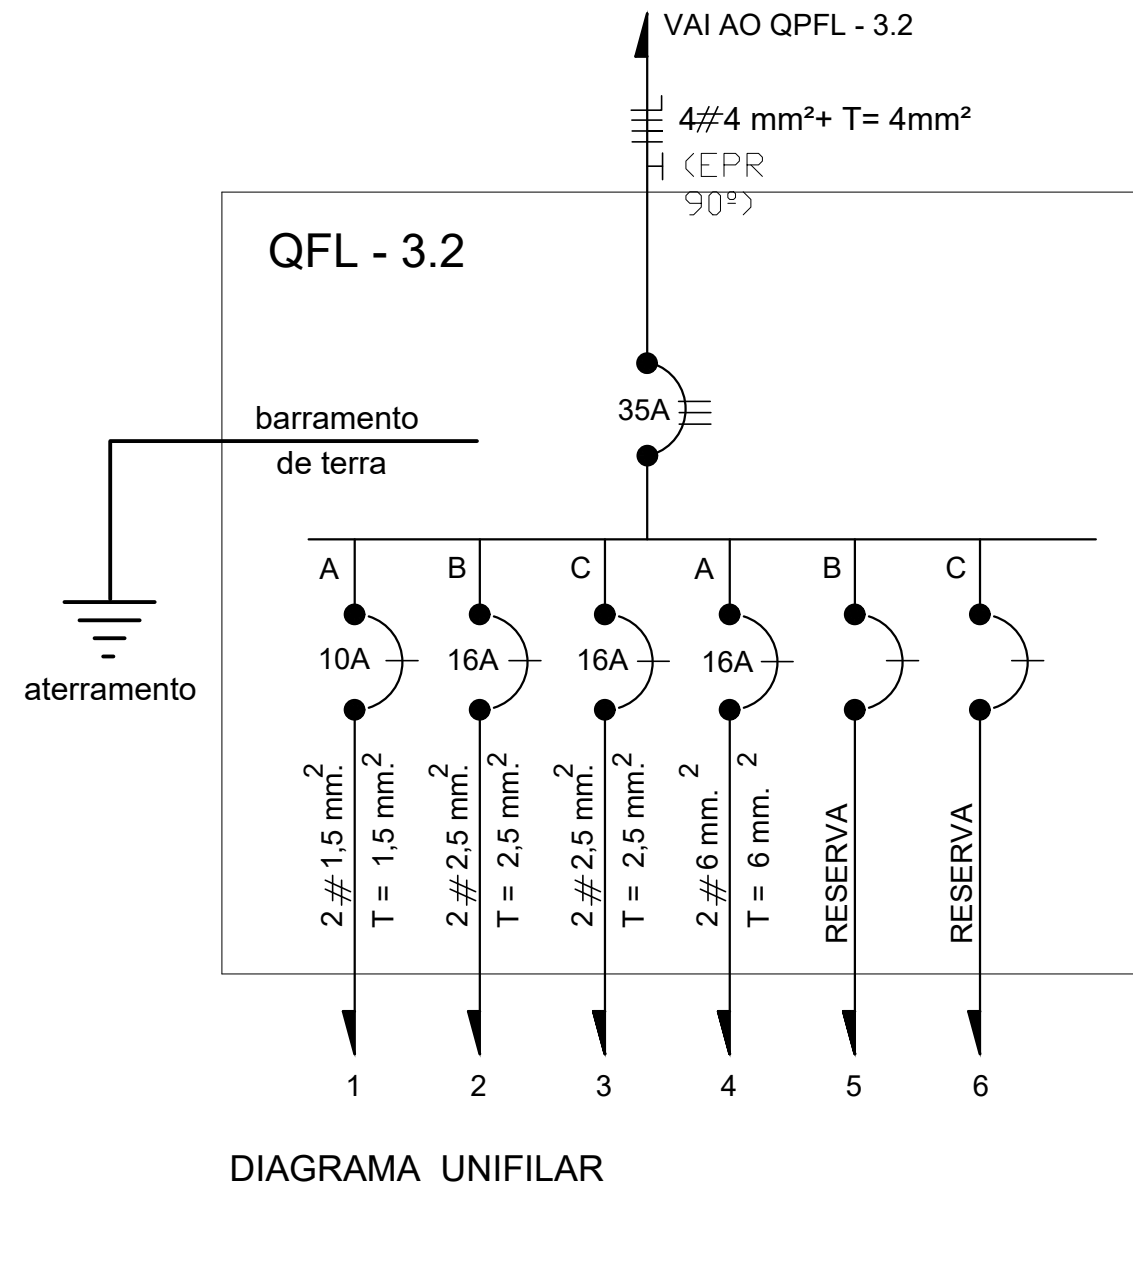 VAI AO QPFL - 3.2
4#4 mm²+ T= 4mm²
(EPR
90º)
QFL - 3.2
35A
barramento
de terra
aterramento
A B C A B C
10A 16A 16A 16A
2#1,5 mm.²
T = 1,5 mm.²
2#2,5 mm.²
T = 2,5 mm²
2#2,5 mm.²
T = 2,5 mm.²
2#6 mm.²
T = 6 mm.²
RESERVA
RESERVA
1 2 3 4 5 6
DIAGRAMA UNIFILAR